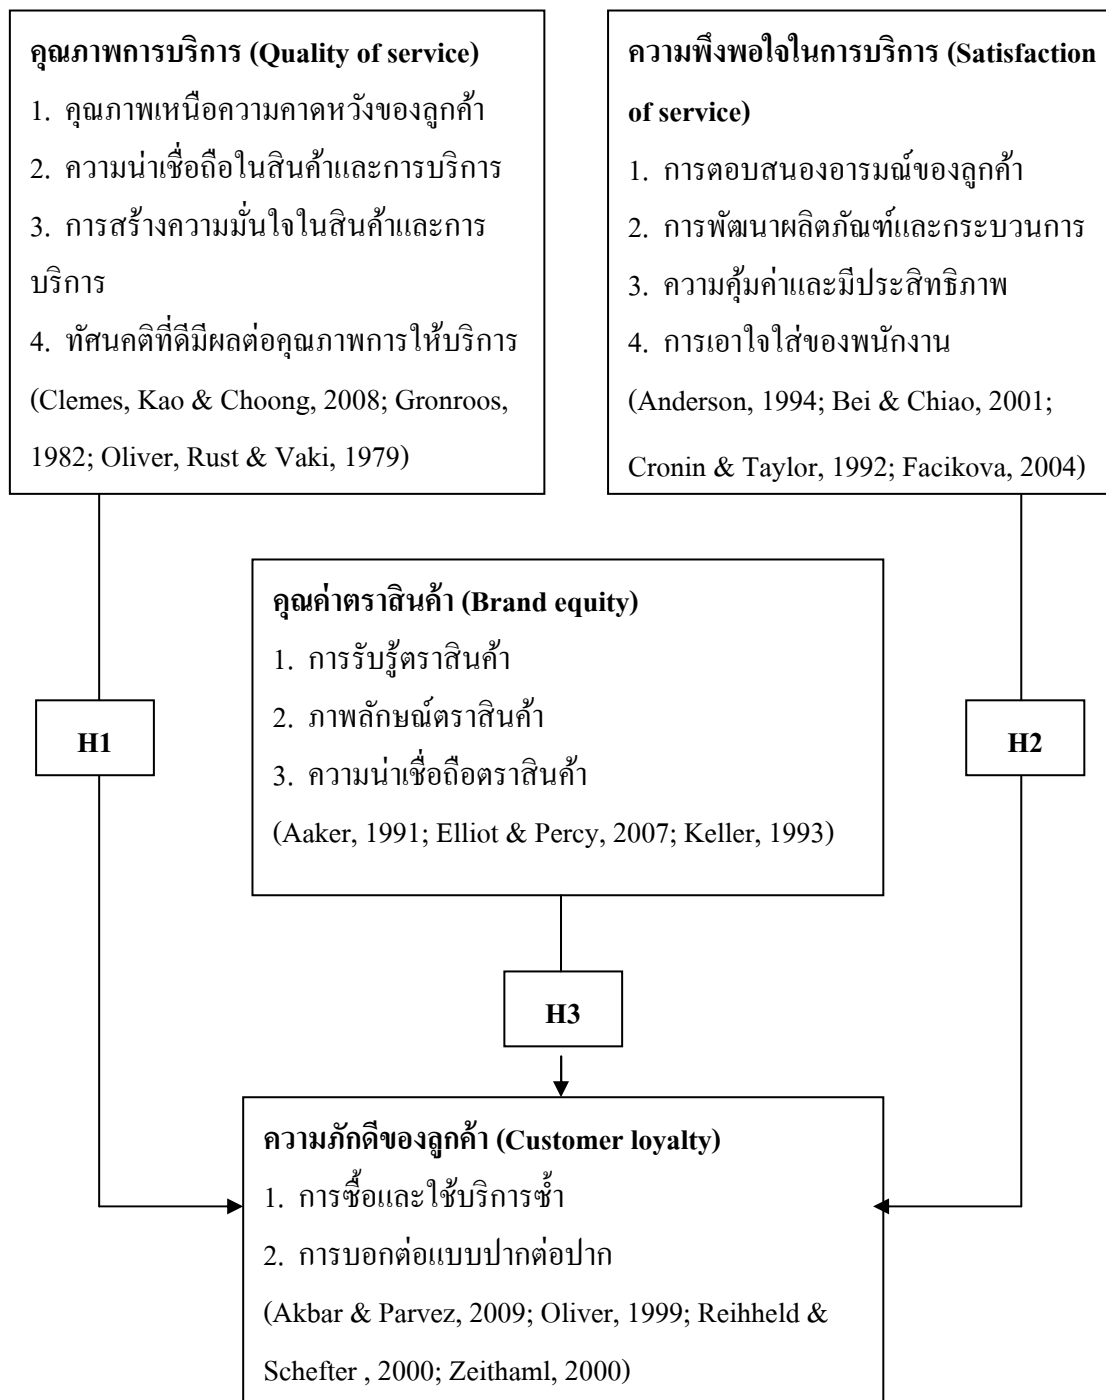 คุณภาพการบริการ (Quality of service)
1. คุณภาพเหนือความคาดหวังของลูกค้า
2. ความน่าเชื่อถือในสินค้าและการบริการ
3. การสร้างความมั่นใจในสินค้าและการ
บริการ
4. ทัศนคติที่ดีมีผลต่อคุณภาพการให้บริการ
(Clemes, Kao & Choong, 2008; Gronroos,
1982; Oliver, Rust & Vaki, 1979)
ความพึงพอใจในการบริการ (Satisfaction
of service)
1. การตอบสนองอารมณ์ของลูกค้า
2. การพัฒนาผลิตภัณฑ์และกระบวนการ
3. ความคุ้มค่าและมีประสิทธิภาพ
4. การเอาใจใส่ของพนักงาน
(Anderson, 1994; Bei & Chiao, 2001;
Cronin & Taylor, 1992; Facikova, 2004)
คุณค่าตราสินค้า (Brand equity)
1. การรับรู้ตราสินค้า
2. ภาพลักษณ์ตราสินค้า
3. ความน่าเชื่อถือตราสินค้า
(Aaker, 1991; Elliot & Percy, 2007; Keller, 1993)
H1
H2
H3
ความภักดีของลูกค้า (Customer loyalty)
1. การซื้อและใช้บริการซ้ำ
2. การบอกต่อแบบปากต่อปาก
(Akbar & Parvez, 2009; Oliver, 1999; Reihheld &
Schefter , 2000; Zeithaml, 2000)